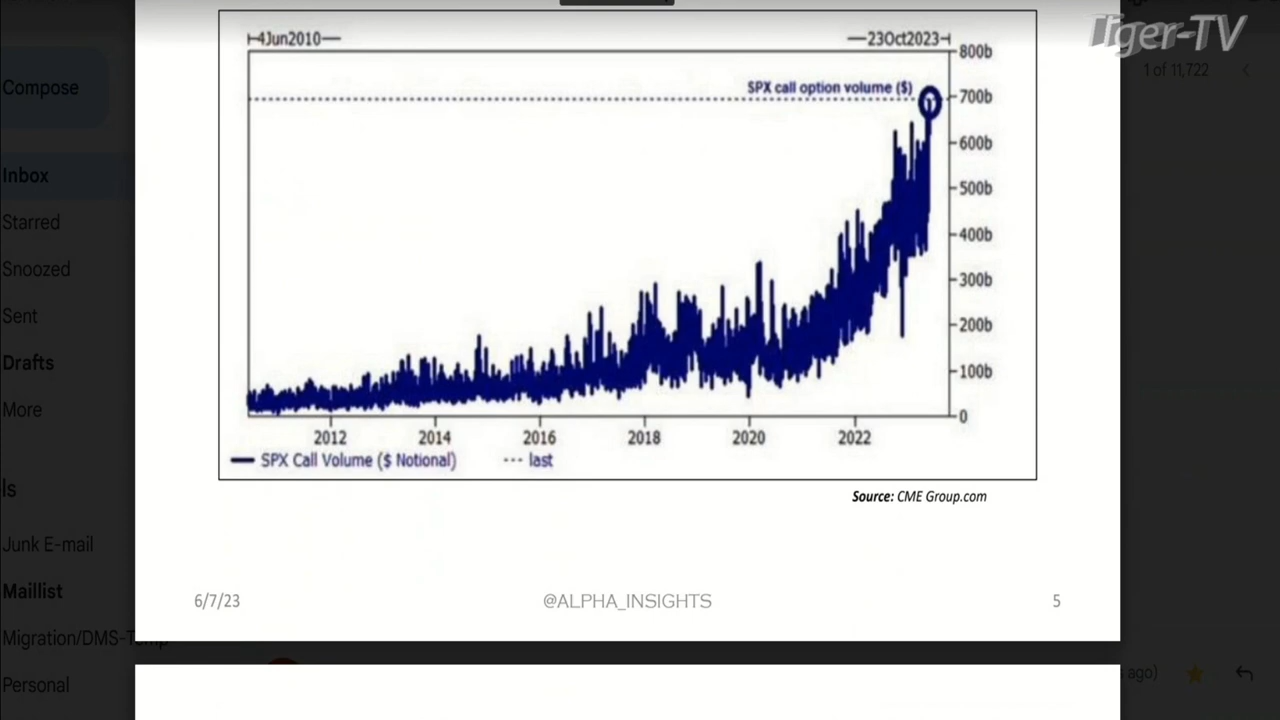 Tiger-TV
4Jun2010
23Oct2023
800b
1 of 11,722
Compose
SPX call option volume ($)
700b
600b
Inbox
500b
Starred
400b
Snoozed
300b
Sent
200b
Drafts
100b
More
0
2012 2014 2016 2018 2020 2022
SPX Call Volume ($ Notional) last
ls
Source: CME Group.com
Junk E-mail
Maillist
6/7/23 @ALPHA_INSIGHTS 5
Migration/DMS-Temp
Personal
ago)